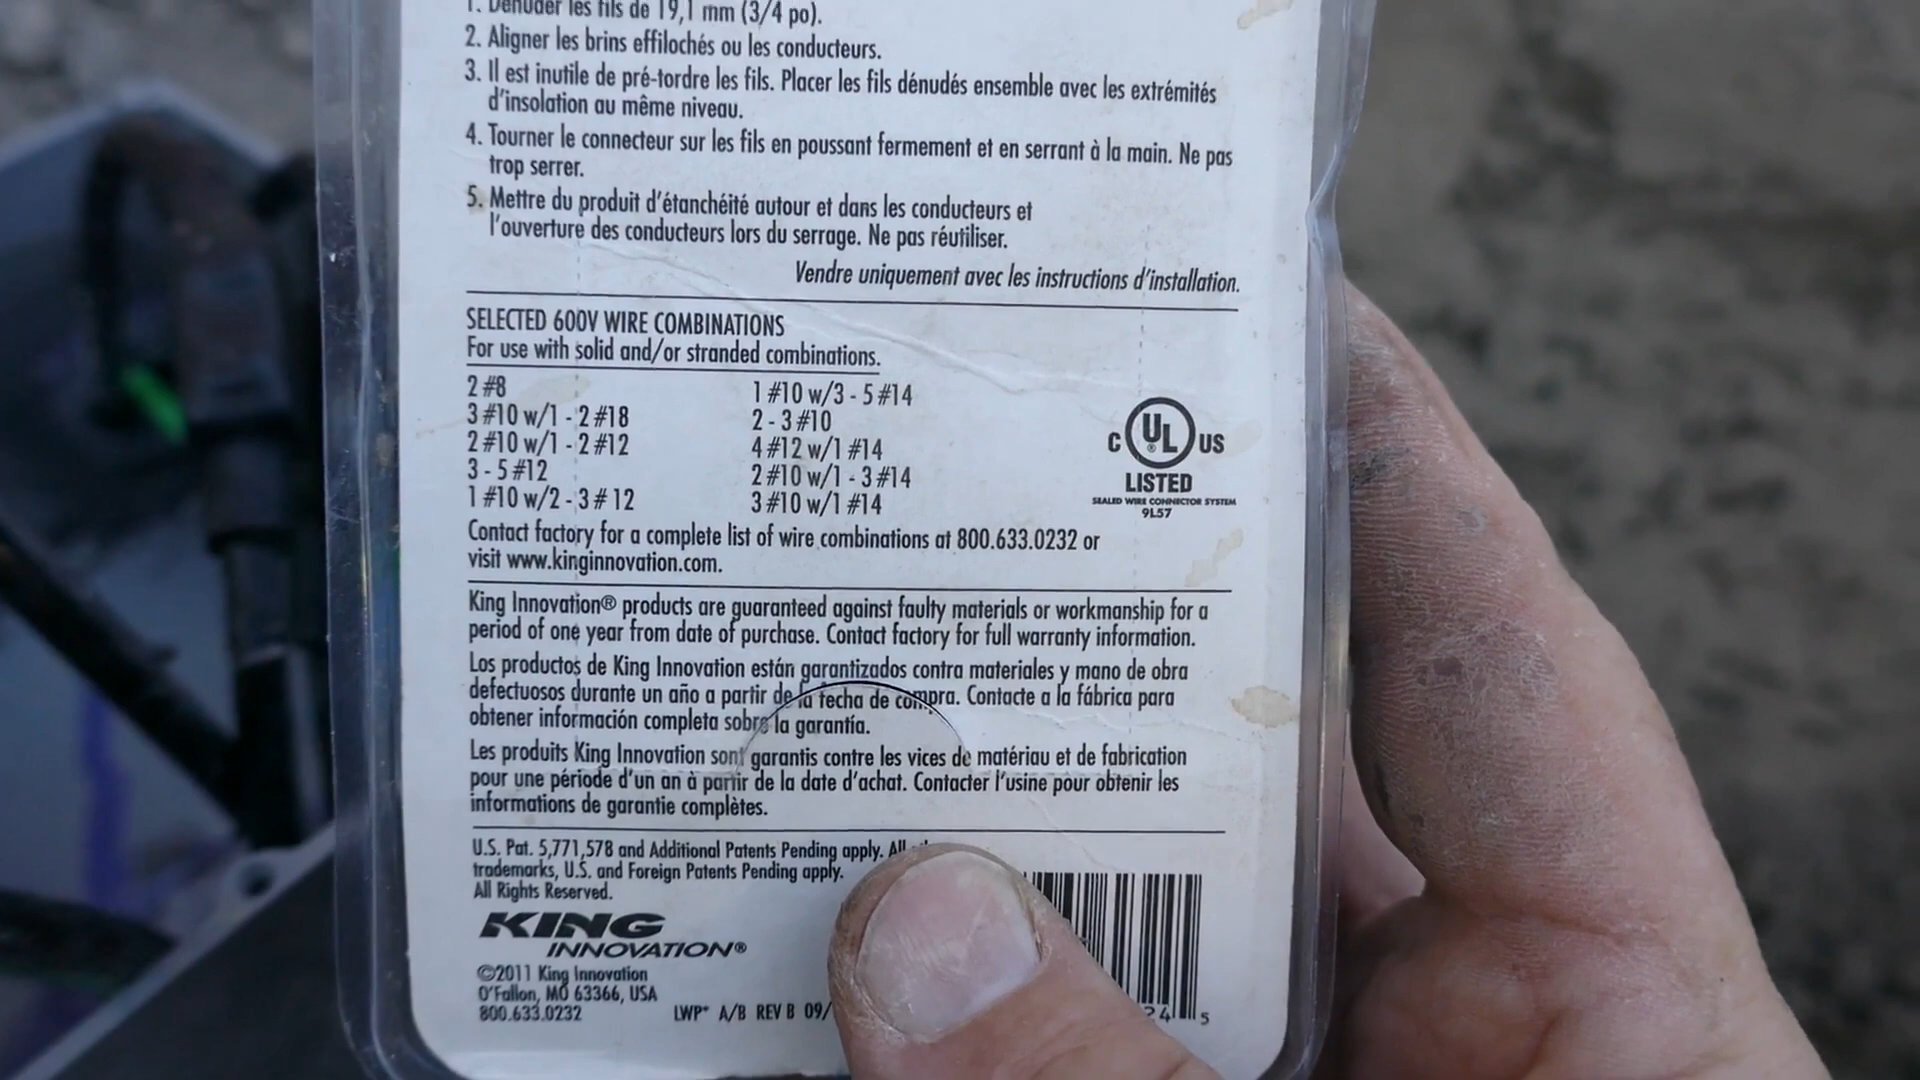 1. Dénuder les fils de 19,1 mm (3/4 po).
2. Aligner les brins effilochés ou les conducteurs.
3. Il est inutile de pré-tordre les fils. Placer les fils dénudés ensemble avec les extrémités
d'insolation au même niveau.
4. Tourner le connecteur sur les fils en poussant fermement et en serrant à la main. Ne pas
trop serrer.
5. Mettre du produit d'étanchéité autour et dans les conducteurs et
l'ouverture des conducteurs lors du serrage. Ne pas réutiliser.
Vendre uniquement avec les instructions d'installation.
SELECTED 600V WIRE COMBINATIONS
For use with solid and/or stranded combinations.
2 #8
3 #10 w/1 - 2 #18
2 #10 w/1 - 2 #12
3 - 5 #12
1 #10 w/2 - 3 # 12
1 #10 w/3 - 5 #14
2 - 3 #10
4 #12 w/1 #14
2 #10 w/1 - 3 #14
3 #10 w/1 #14
C UL ® US
LISTED
SEALED WIRE CONNECTOR SYSTEM
9L57
Contact factory for a complete list of wire combinations at 800.633.0232 or
visit www.kinginnovation.com.
King Innovation® products are guaranteed against faulty materials or workmanship for a
period of one year from date of purchase. Contact factory for full warranty information.
Los productos de King Innovation están garantizados contra materiales y mano de obra
defectuosos durante un año a partir de la fecha de compra. Contacte a la fábrica para
obtener información completa sobre la garantía.
Les produits King Innovation sont garantis contre les vices de matériau et de fabrication
pour une période d'un an à partir de la date d'achat. Contacter l'usine pour obtenir les
informations de garantie complètes.
U.S. Pat. 5,771,578 and Additional Patents Pending apply. All
trademarks, U.S. and Foreign Patents Pending apply.
All Rights Reserved.
KING
INNOVATION®
©2011 King Innovation
O'Fallon, MO 63366, USA
800.633.0232
LWP* A/B REV B 09/
24 5